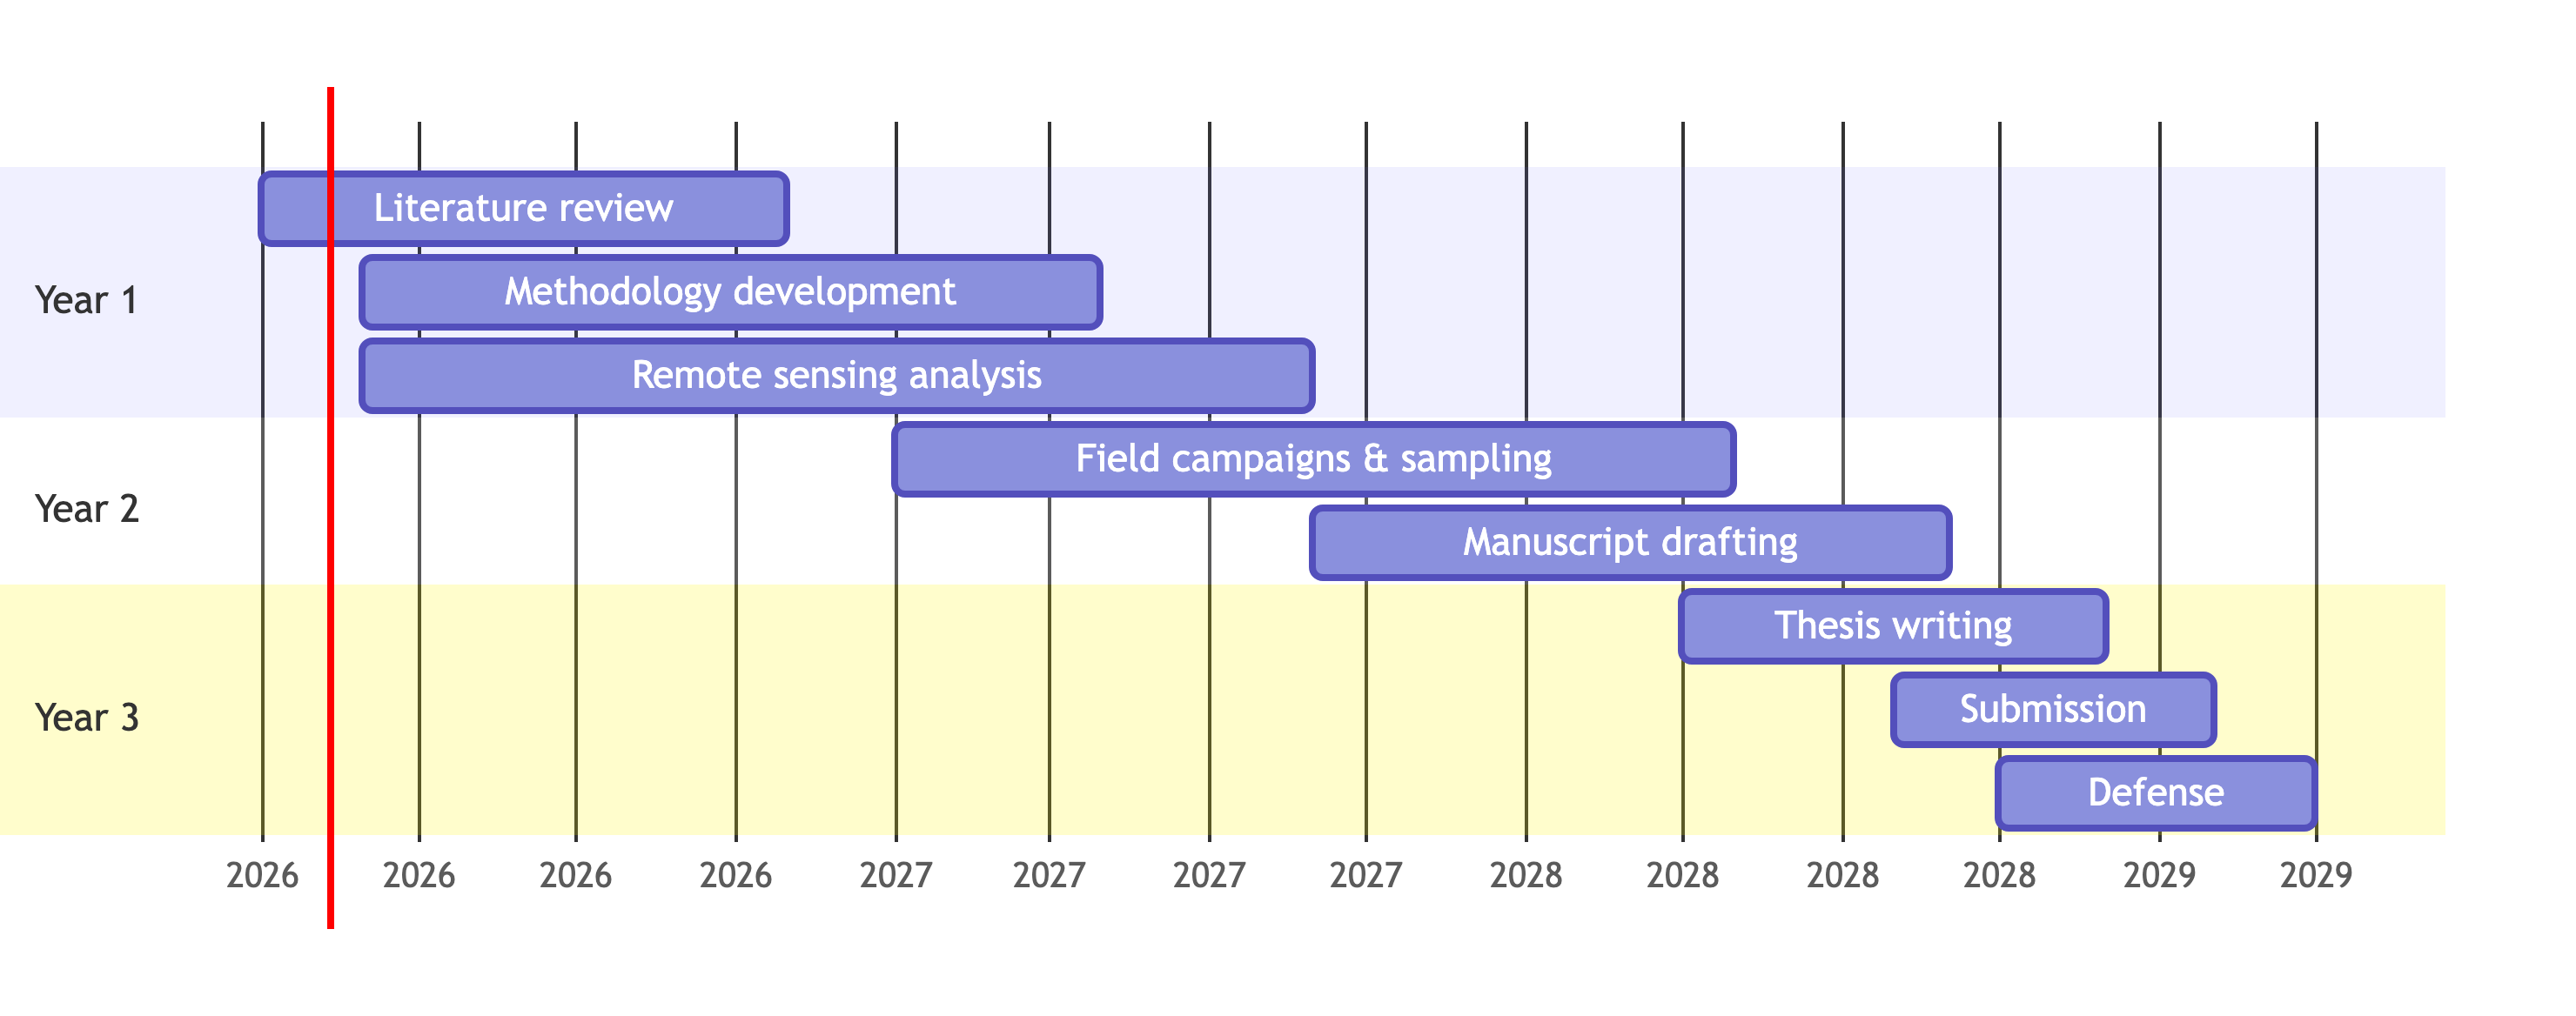 Literature review
Methodology development
Year 1
Remote sensing analysis
Field campaigns & sampling
Year 2
Manuscript drafting
Thesis writing
Submission
Year 3
Defense
2026 2026 2026 2026 2027 2027 2027 2027 2028 2028 2028 2028 2029 2029